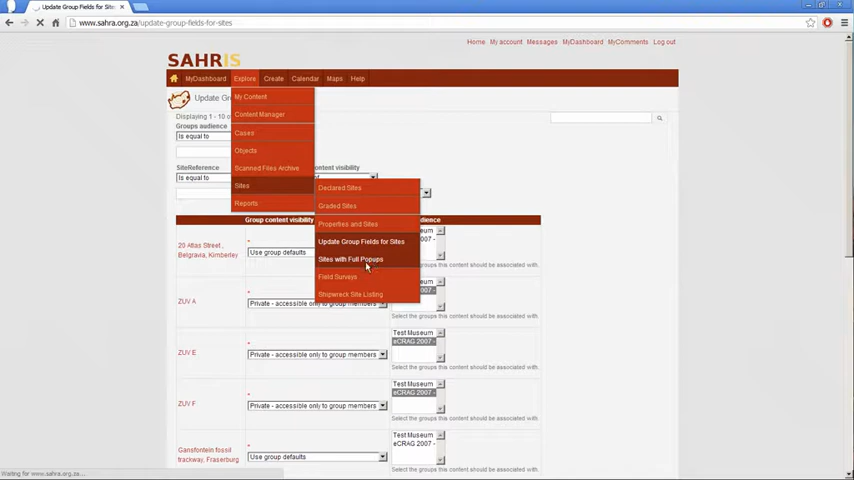 Update Group Fields for Sit...
www.sahra.org.za/update-group-fields-for-sites
Home My account Messages MyDashboard MyComments Log out
SAHRIS
MyDashboard Explore Create Calendar Maps Help
My Content
Update Gr
Content Manager
Displaying 1 - 10 o
Groups audience
Is equal to
Cases
Objects
SiteReference
Scanned Files Archive
ontent visibility
Is equal to
Sites
Declared Sites
Reports
Graded Sites
Group content visibility
Properties and Sites
dience
Update Group Fields for Sites
20 Atlas Street ,
Belgravia, Kimberley
*
Use group defaults
eCRAG 2007 -
Sites with Full Popups
Select the groups this content should be associated with.
Field Surveys
Shipwreck Site Listing
ZUV A
*
Private - accessible only to group members
2007 -
Select the groups this content should be associated with.
ZUV E
*
Private - accessible only to group members
Test Museum
eCRAG 2007 -
Select the groups this content should be associated with.
ZUV F
*
Private - accessible only to group members
Test Museum
eCRAG 2007 -
Select the groups this content should be associated with.
Gansfontein fossil
trackway, Fraserburg
*
Use group defaults
Test Museum
eCRAG 2007 -
Select the groups this content should be associated with.
Waiting for www.sahra.org.za...